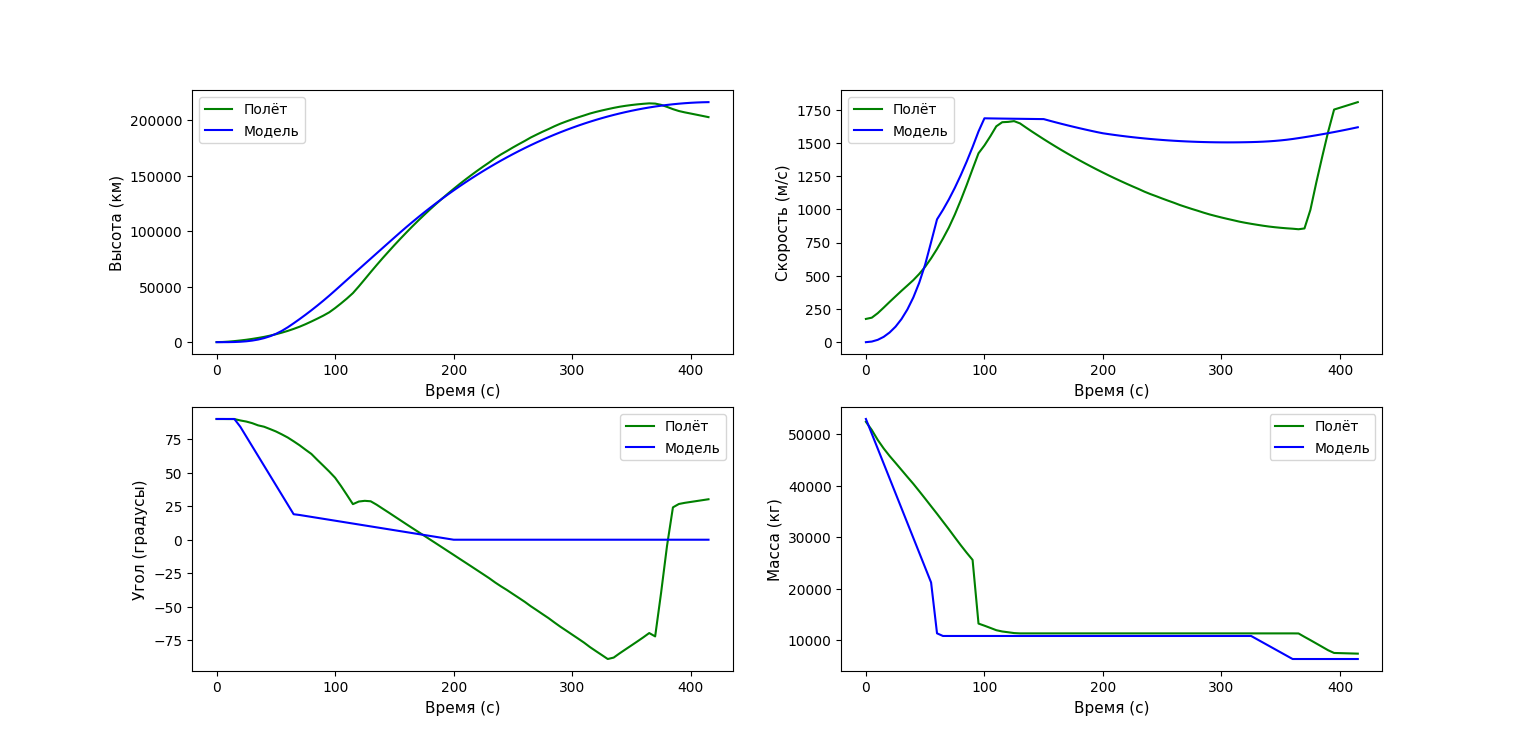 Полёт
Модель
Высота (км)
200000
150000
100000
50000
0
0 100 200 300 400
Время (с)
Полёт
Модель
Скорость (м/с)
1750
1500
1250
1000
750
500
250
0
0 100 200 300 400
Время (с)
Полёт
Модель
Угол (градусы)
75
50
25
0
−25
−50
−75
0 100 200 300 400
Время (с)
Полёт
Модель
Масса (кг)
50000
40000
30000
20000
10000
0 100 200 300 400
Время (с)